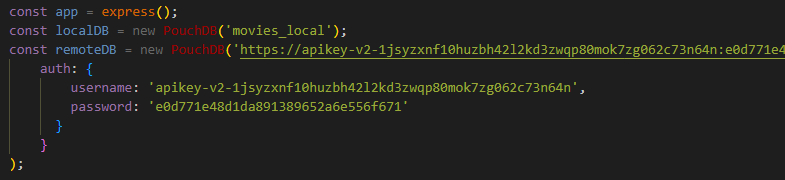 const app = express();
const localDB = new PouchDB('movies_local');
const remoteDB = new PouchDB('https://apikey-v2-1jsyzxnf10huzbh42l2kd3zwqp80mok7zg062c73n64n:e0d771e4
auth: {
username: 'apikey-v2-1jsyzxnf10huzbh42l2kd3zwqp80mok7zg062c73n64n',
password: 'e0d771e48d1da891389652a6e556f671'
}
}
);